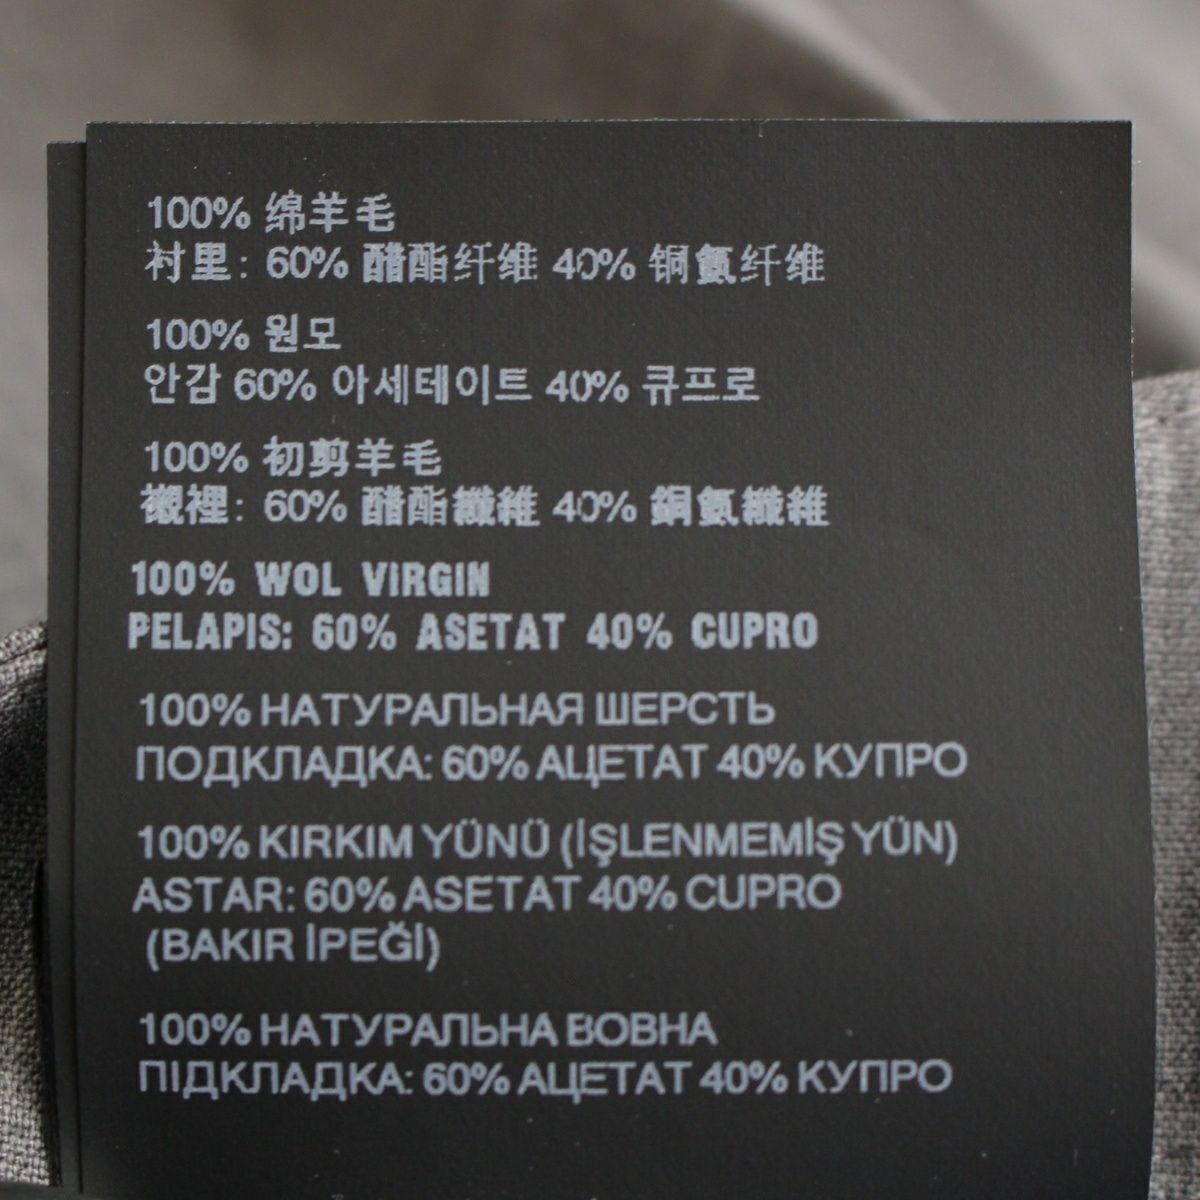 100% 绵羊毛
衬里: 60% 醋酯纤维 40% 铜氨纤维
100% 원모
안감 60% 아세테이트 40% 큐프로
100% 初剪羊毛
襯裡: 60% 醋酯纖維 40% 銅氨纖維
100% WOL VIRGIN
PELAPIS: 60% ASETAT 40% CUPRO
100% НАТУРАЛЬНАЯ ШЕРСТЬ
ПОДКЛАДКА: 60% АЦЕТАТ 40% КУПРО
100% KIRKIM YÜNÜ (İŞLENMEMİŞ YÜN)
ASTAR: 60% ASETAT 40% CUPRO
(BAKIR İPEĞİ)
100% НАТУРАЛЬНА ВОВНА
ПІДКЛАДКА: 60% АЦЕТАТ 40% КУПРО